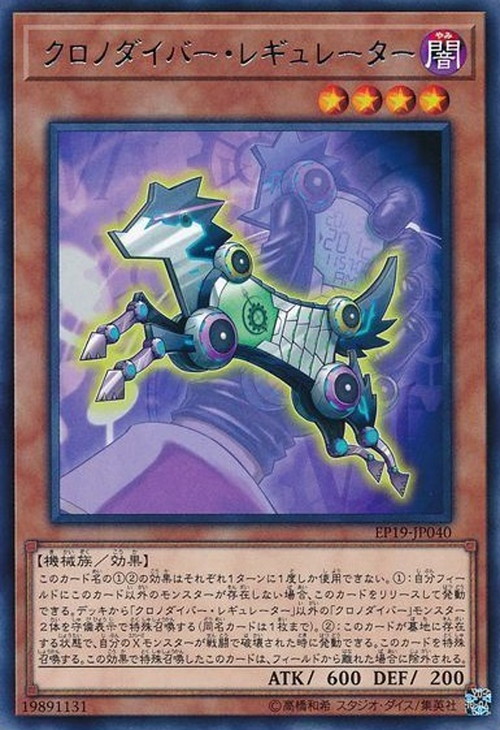 クロノダイバー・レギュレーター
闇
EP19-JP040
【機械族／効果】
このカード名の①②の効果はそれぞれ1ターンに1度しか使用できない。①：自分フィー
ルドにこのカード以外のモンスターが存在しない場合、このカードをリリースして発動
できる。デッキから「クロノダイバー・レギュレーター」以外の「クロノダイバー」モンスター
2体を守備表示で特殊召喚する（同名カードは1枚まで）。②：このカードが墓地に存在
する状態で、自分のXモンスターが戦闘で破壊された時に発動できる。このカードを特殊
召喚する。この効果で特殊召喚したこのカードは、フィールドから離れた場合に除外される。
ATK/ 600 DEF/ 200
19891131
©高橋和希 スタジオ・ダイス/集英社